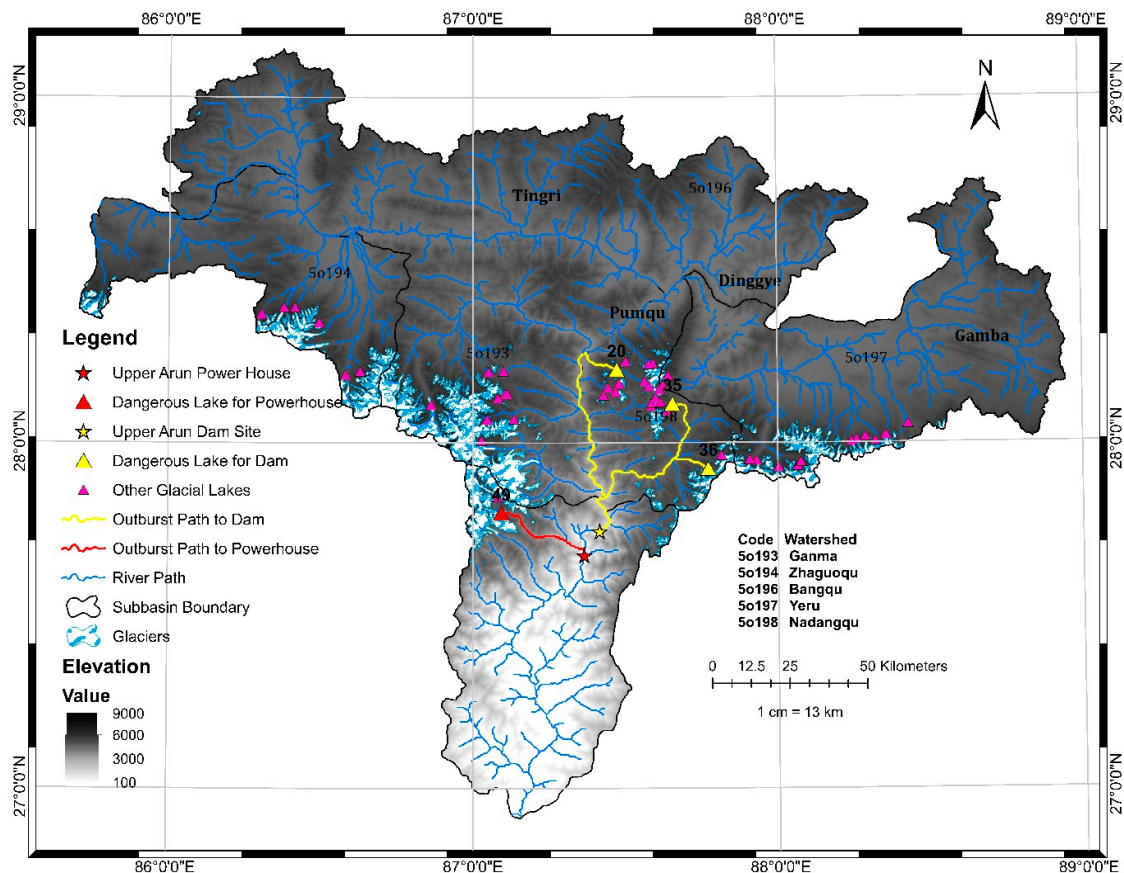 86°0'0"E
87°0'0"E
88°0'0"E
89°0'0"E
29°0'0"N
29°0'0"N
N
Tingri
5o196
5o194
Dinggye
Pumqu
Gamba
Legend
20
5o193
5o197
Upper Arun Power House
35
Dangerous Lake for Powerhouse
5o198
Upper Arun Dam Site
28°0'0"N
28°0'0"N
Dangerous Lake for Dam
36
Other Glacial Lakes
49
Outburst Path to Dam
Outburst Path to Powerhouse
Code Watershed
River Path
5o193 Ganma
5o194 Zhaguoqu
Subbasin Boundary
5o196 Bangqu
5o197 Yeru
Glaciers
5o198 Nadangqu
Elevation
0 12.5 25 50 Kilometers
Value
9000
1 cm = 13 km
6000
3000
100
27°0'0"N
27°0'0"N
86°0'0"E
87°0'0"E
88°0'0"E
89°0'0"E